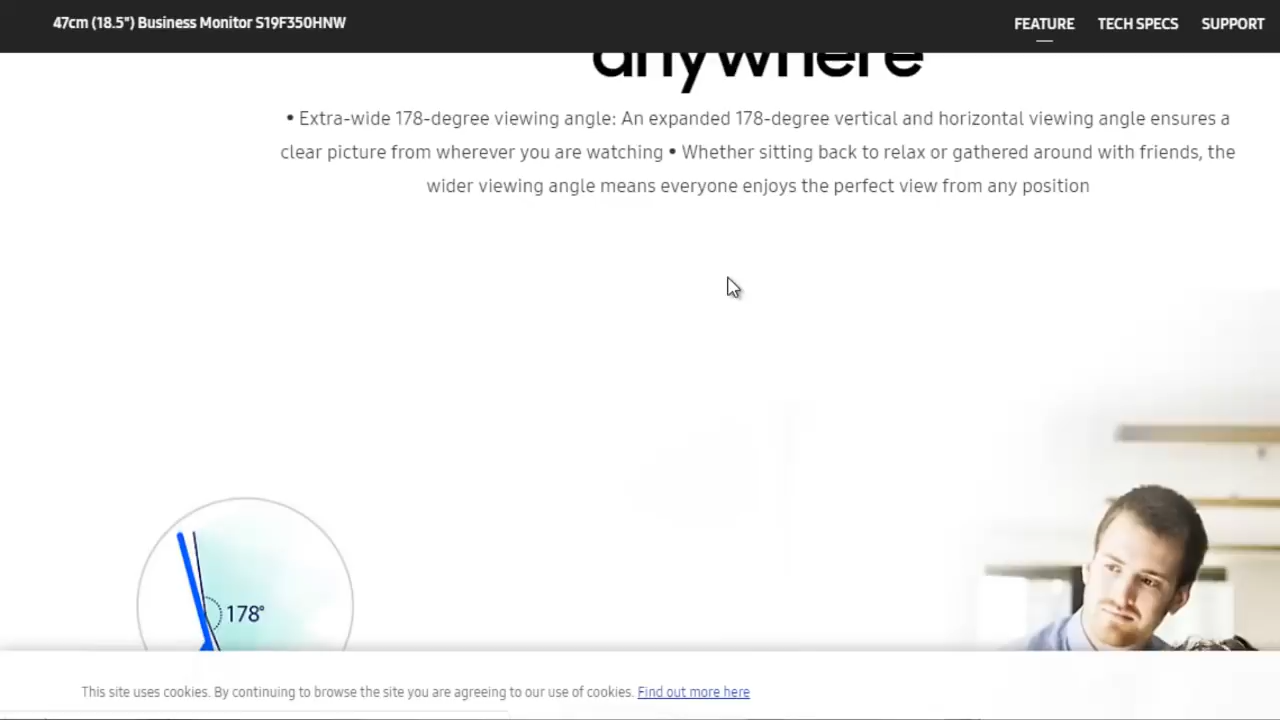 47cm (18.5") Business Monitor S19F350HNW
FEATURE
TECH SPECS
SUPPORT
anywhere
• Extra-wide 178-degree viewing angle: An expanded 178-degree vertical and horizontal viewing angle ensures a
clear picture from wherever you are watching • Whether sitting back to relax or gathered around with friends, the
wider viewing angle means everyone enjoys the perfect view from any position
178°
This site uses cookies. By continuing to browse the site you are agreeing to our use of cookies. Find out more here